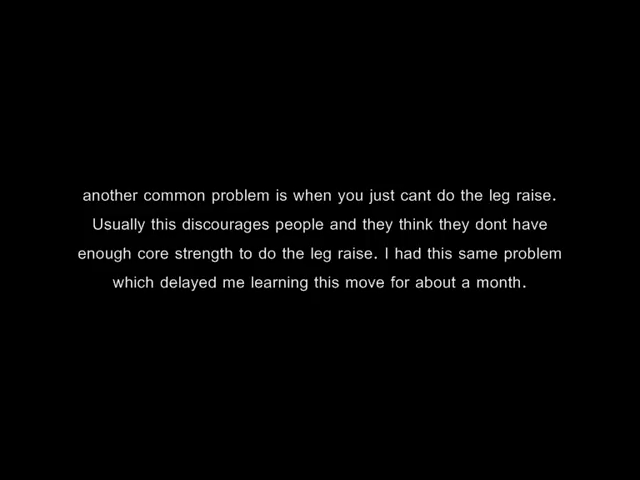 another common problem is when you just cant do the leg raise.
Usually this discourages people and they think they dont have
enough core strength to do the leg raise. I had this same problem
which delayed me learning this move for about a month.